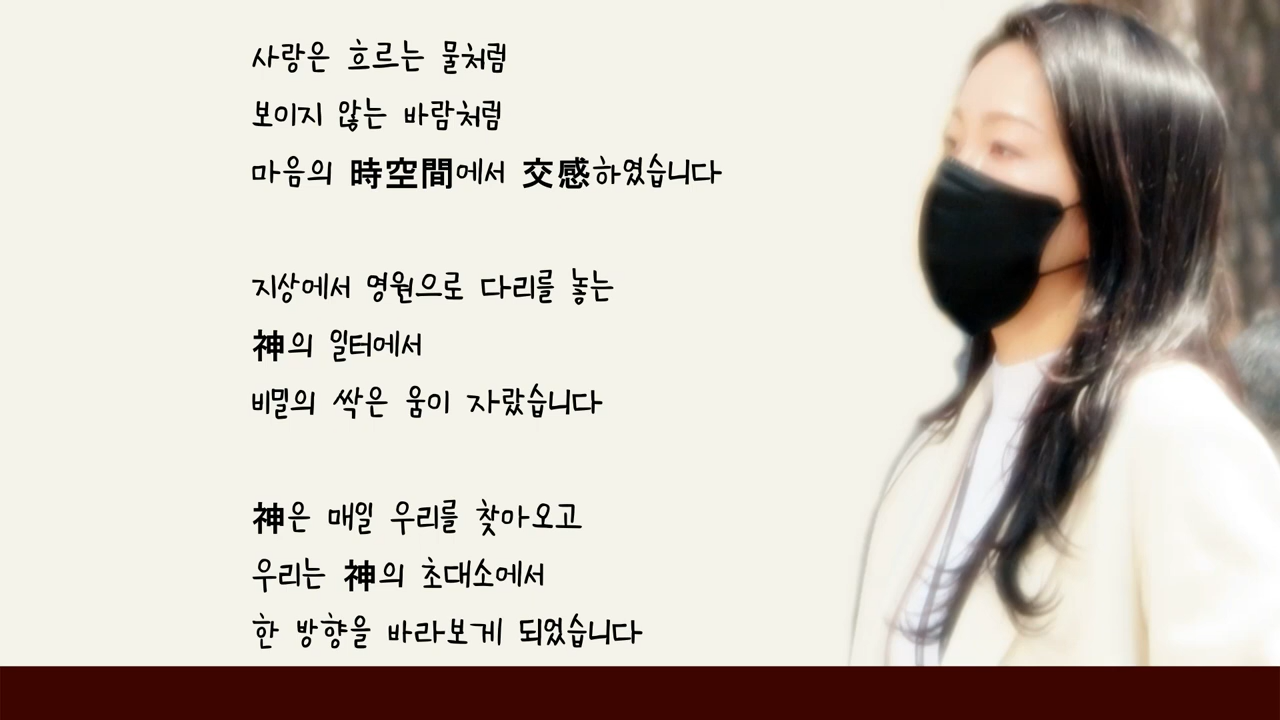 사랑은 흐르는 물처럼
보이지 않는 바람처럼
마음의 時空間에서 交感하였습니다
지상에서 영원으로 다리를 놓는
神의 일터에서
비밀의 싹은 움이 자랐습니다
神은 매일 우리를 찾아오고
우리는 神의 초대소에서
한 방향을 바라보게 되었습니다